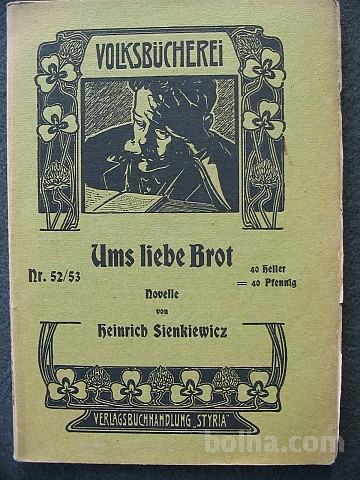 VOLKSBÜCHEREI
Ums liebe Brot
Nr. 52/53
40 Heller
= 40 Pfennig
Novelle
von
Heinrich Sienkiewicz
VERLAGSBUCHHANDLUNG „STYRIA“
bolha.com